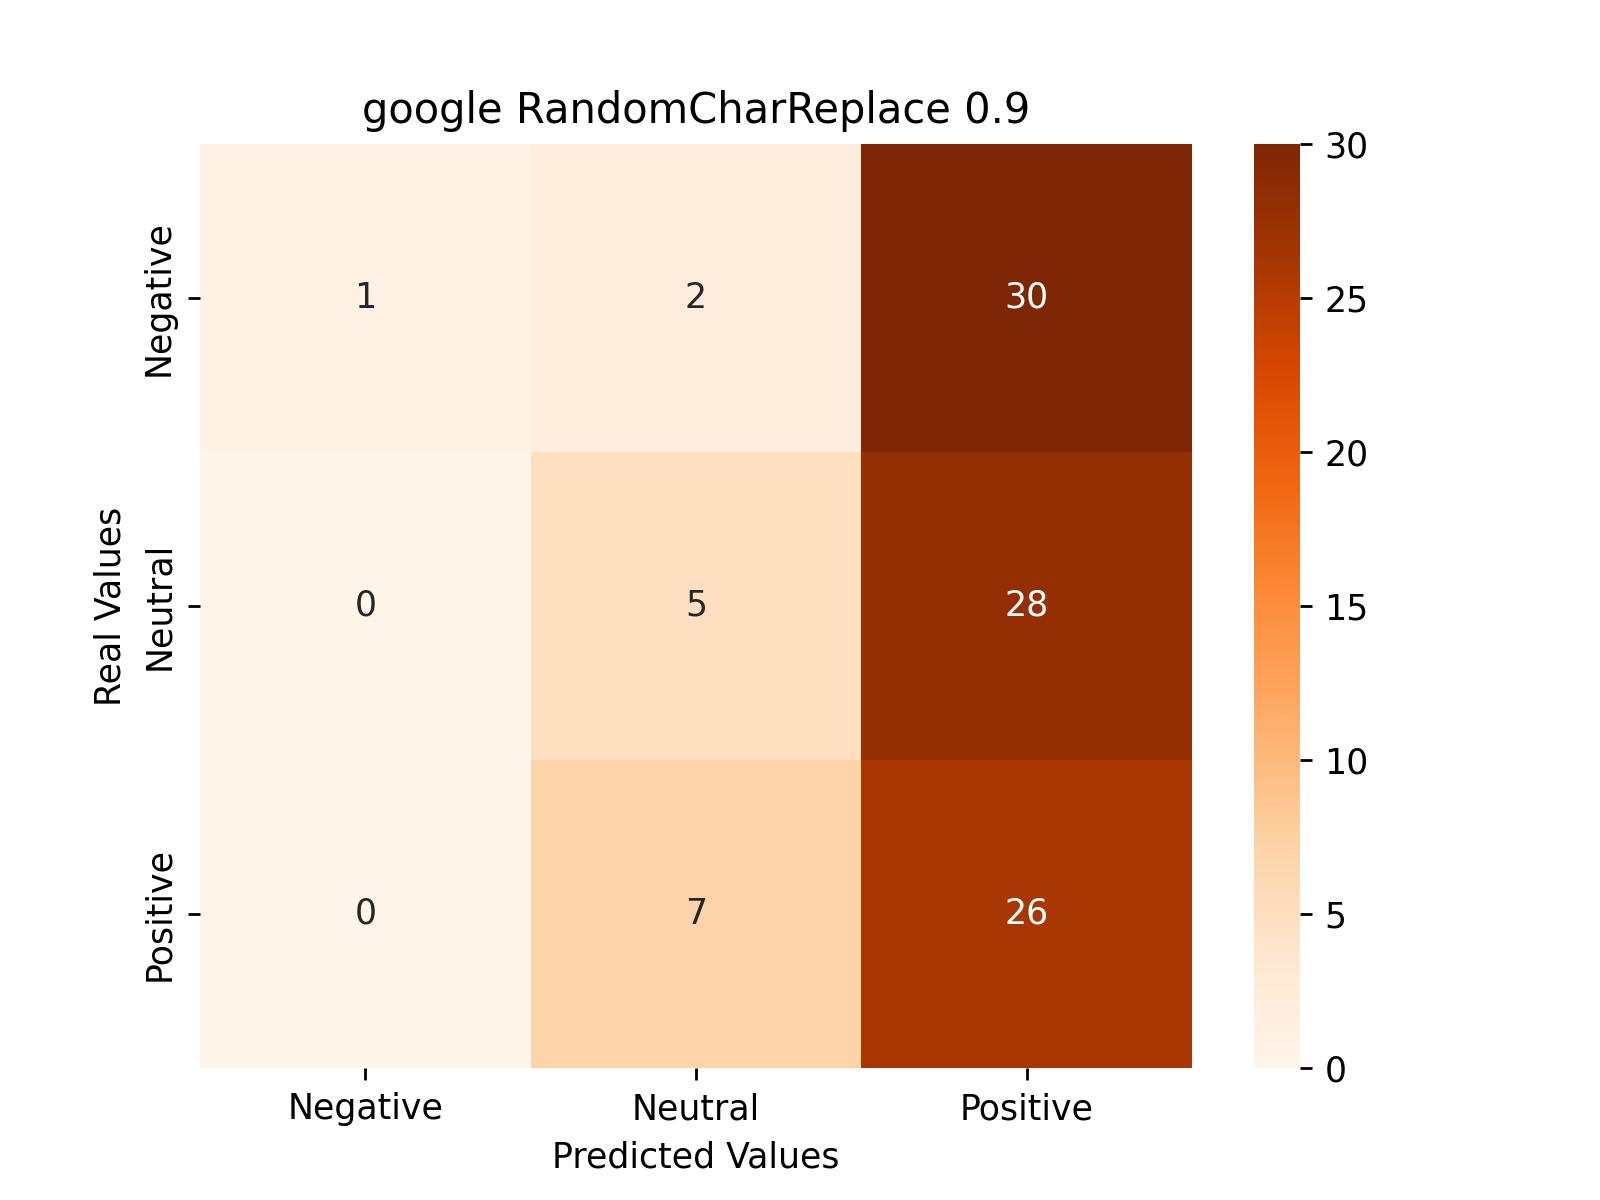 google RandomCharReplace 0.9
Real Values
Negative
Neutral
Positive
1 2 30
0 5 28
0 7 26
Negative Neutral Positive
Predicted Values
30
25
20
15
10
5
0